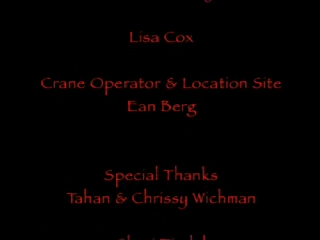 Lisa Cox
Crane Operator & Location Site
Ean Berg
Special Thanks
Tahan & Chrissy Wichman